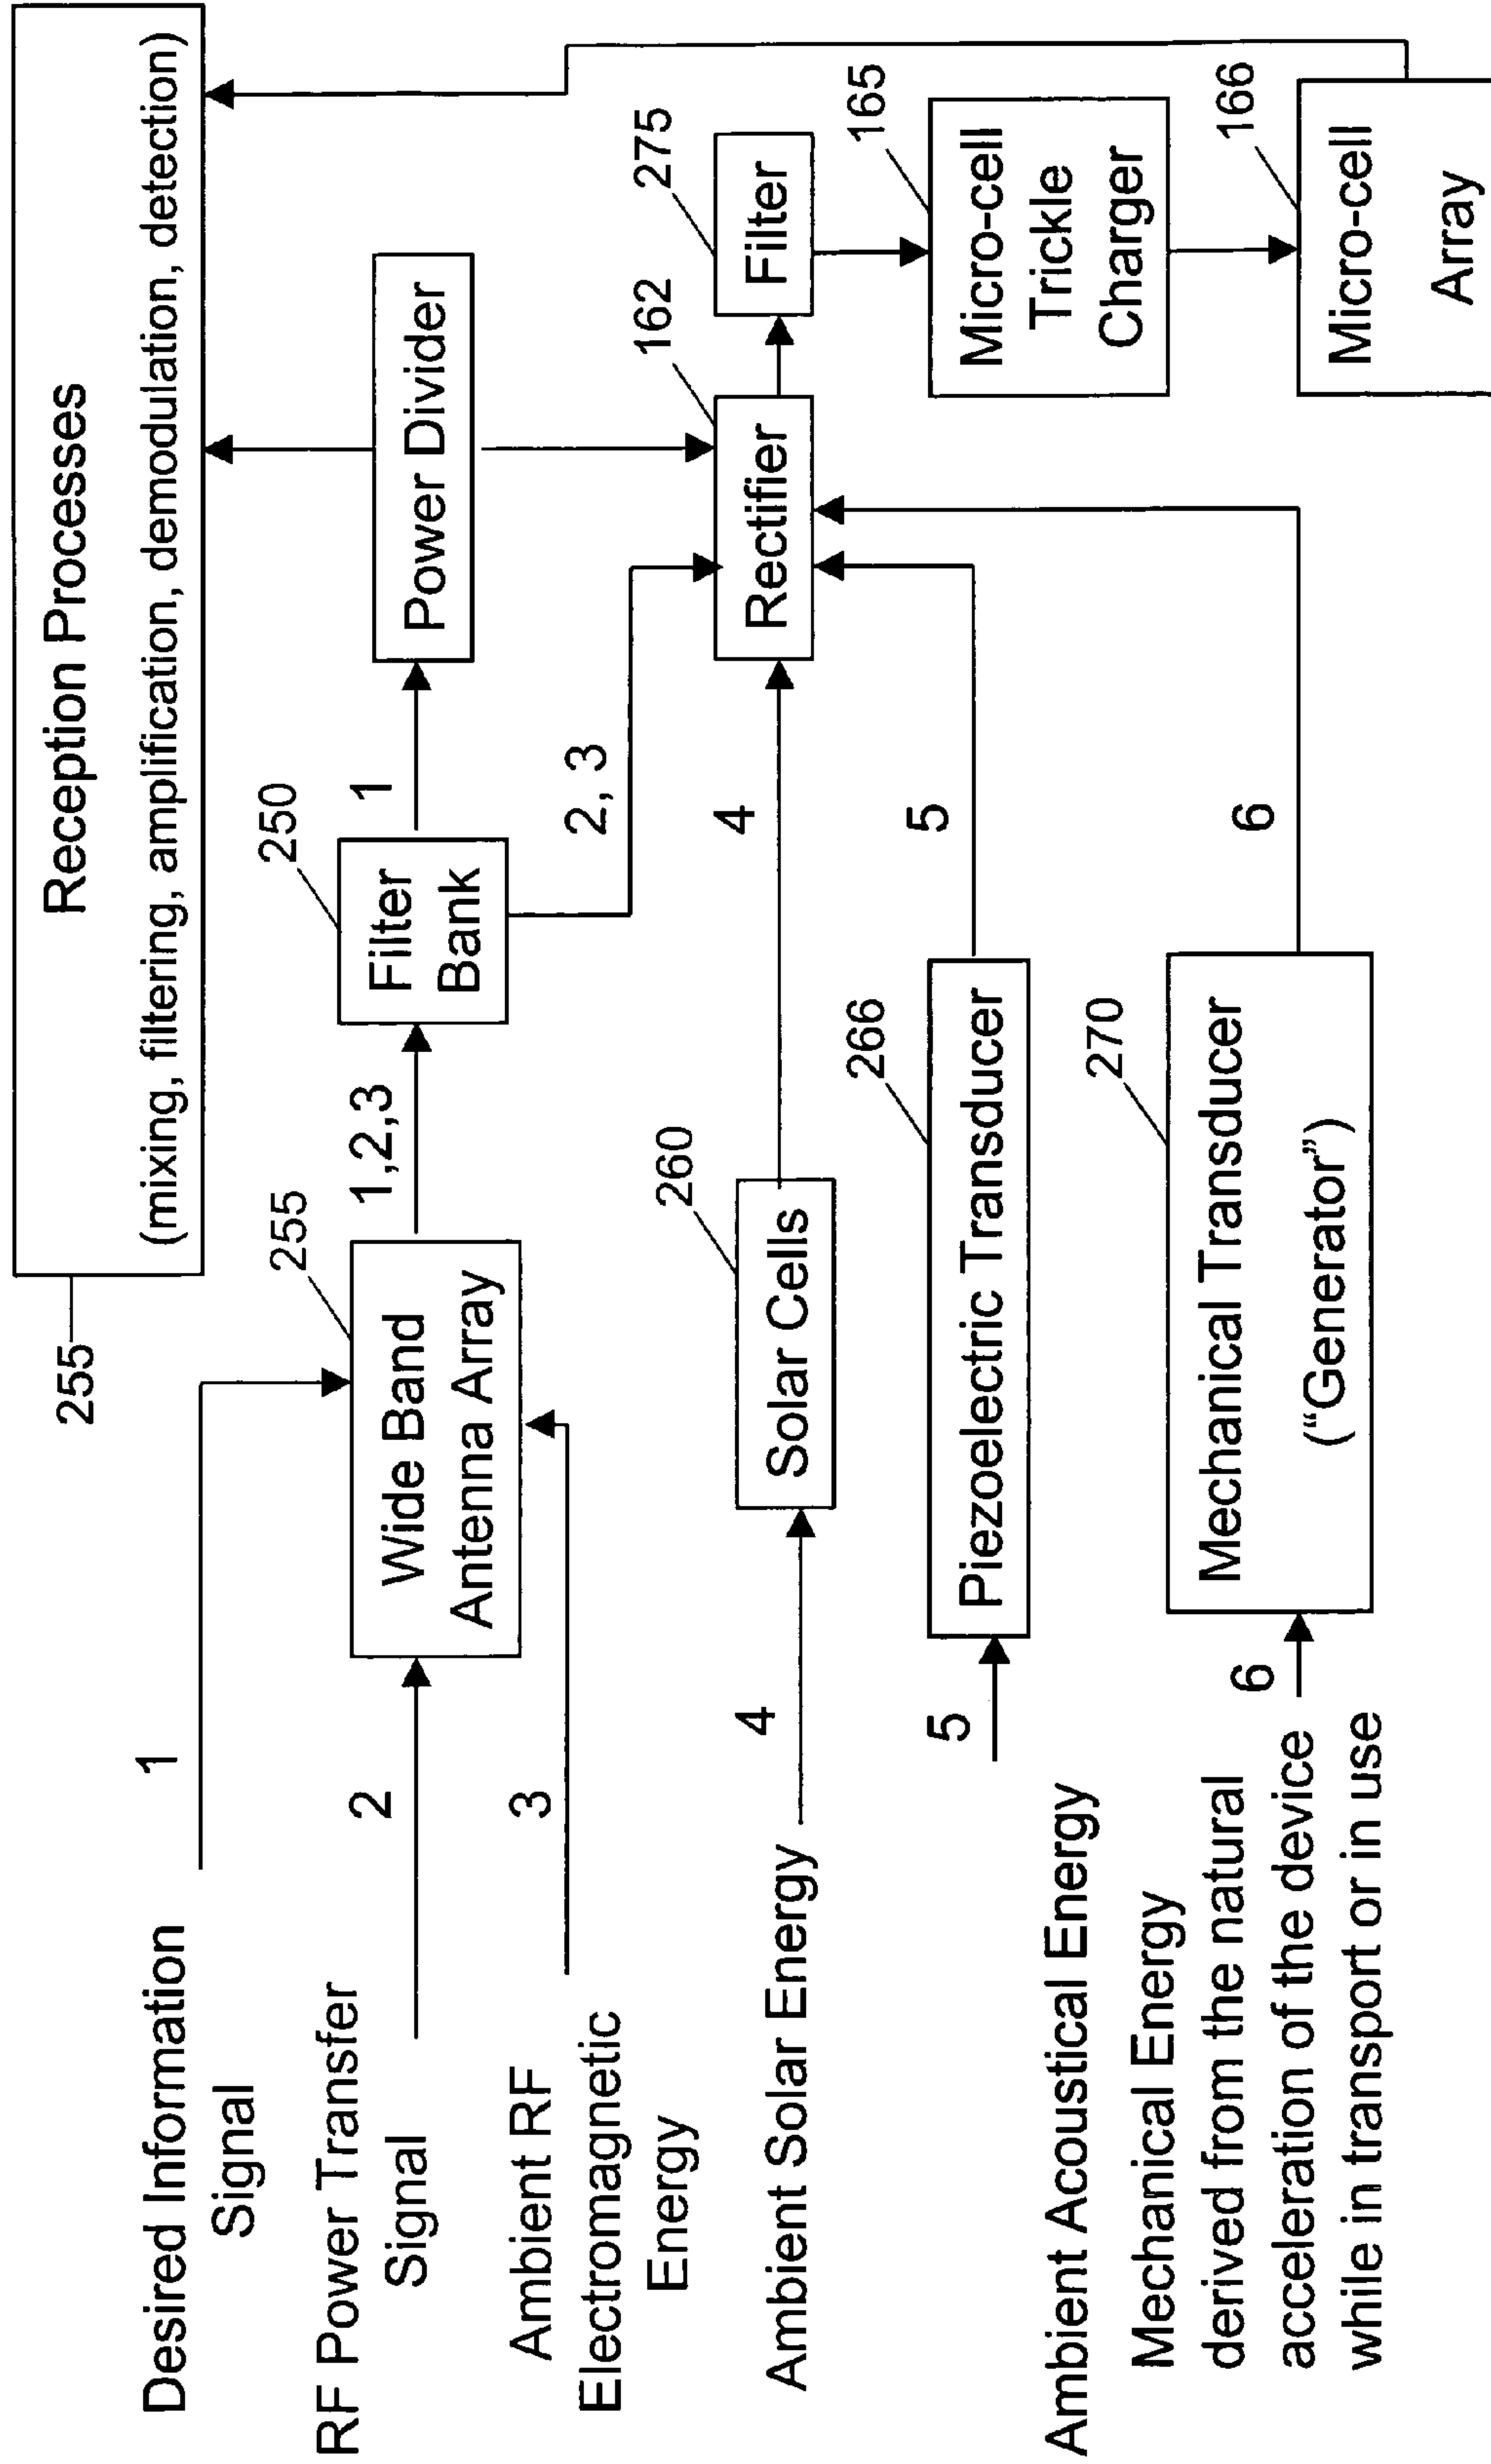 Reception Processes
(mixing, filtering, amplification, demodulation, detection)
255
Desired Information
Signal
1
RF Power Transfer
Signal
2
Ambient RF
Electromagnetic
Energy
3
255
Wide Band
Antenna Array
1,2,3
250
Filter
Bank
1
Power Divider
2, 3
Ambient Solar Energy
4
260
Solar Cells
4
162
Rectifier
275
Filter
Ambient Acoustical Energy
5
266
Piezoelectric Transducer
5
165
Micro-cell
Trickle
Charger
Mechanical Energy
derived from the natural
acceleration of the device
while in transport or in use
6
270
Mechanical Transducer
(“Generator”)
6
166
Micro-cell
Array